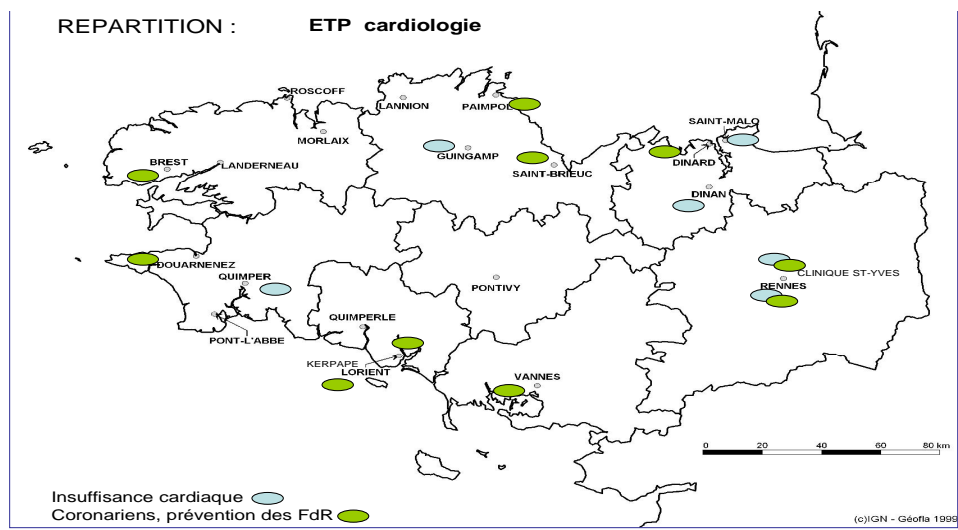 REPARTITION : ETP cardiologie
ROSCOFF
LANNION
PAIMPOL
MORLAIX
SAINT-MALO
GUINGAMP
BREST
LANDERNEAU
SAINT-BRIEUC
DINARD
DINAN
DOUARNENEZ
QUIMPER
PONTIVY
CLINIQUE ST-YVES
RENNES
QUIMPERLE
PONT-L'ABBE
KERPAPE
LORIENT
VANNES
0 20 40 60 80 km
Insuffisance cardiaque
Coronariens, prévention des FdR
(c)IGN - Géofla 1999